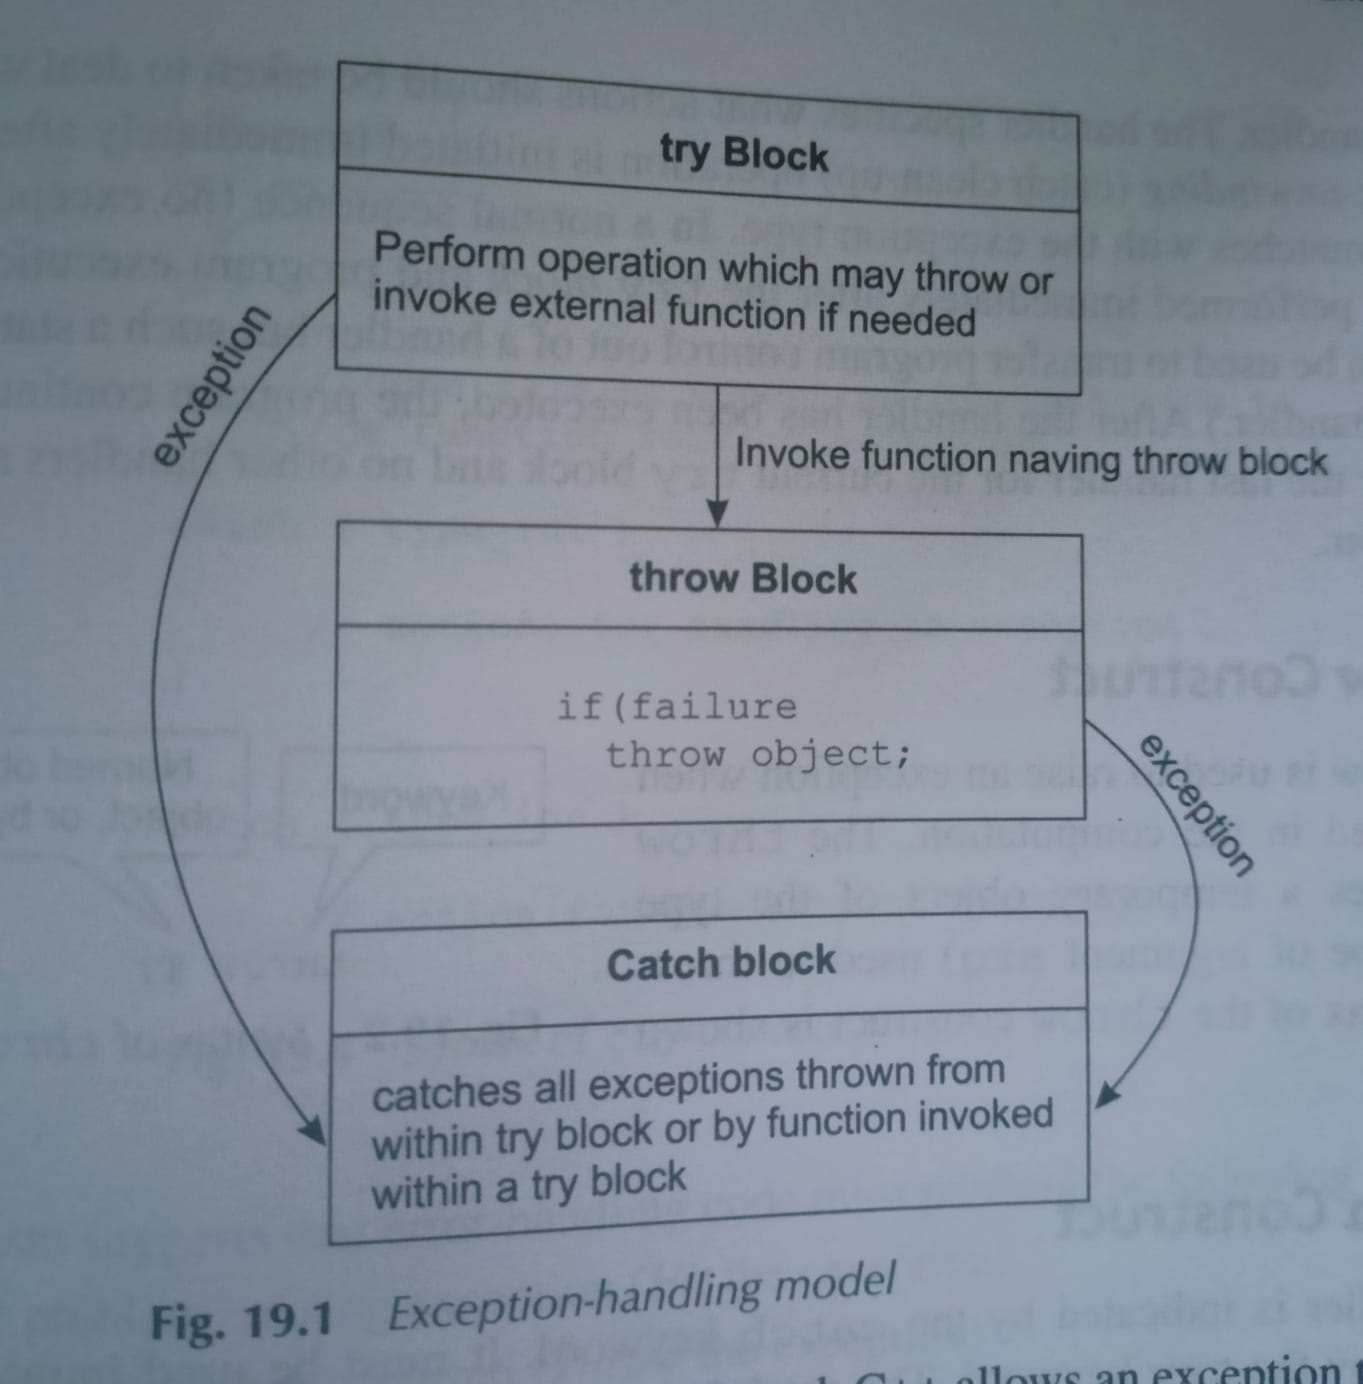 try Block
Perform operation which may throw or
invoke external function if needed
exception
Invoke function naving throw block
throw Block
if(failure
throw object;
exception
Catch block
catches all exceptions thrown from
within try block or by function invoked
within a try block
Fig. 19.1 Exception-handling model
C++ allows an exception